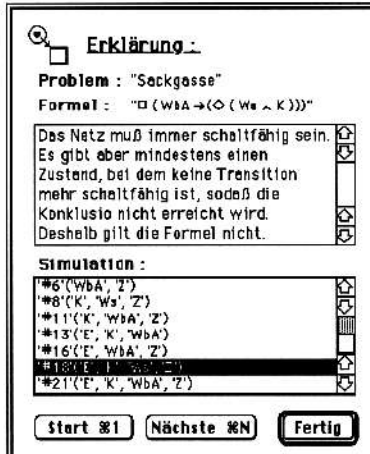 Erklärung :
Problem : "Sackgasse"
Formel : "□ (WbA →(◇ ( Ws ∧ K )))"
Das Netz muß immer schaltfähig sein.
Es gibt aber mindestens einen
Zustand, bei dem keine Transition
mehr schaltfähig ist, sodaß die
Konklusio nicht erreicht wird.
Deshalb gilt die Formel nicht.
Simulation :
'#6'('WbA', 'Z')
'#8'('K', 'Ws', 'Z')
'#11'('K', 'WbA', 'Z')
'#13'('E', 'K', 'WbA')
'#16'('E', 'WbA', 'Z')
'#21'('E', 'K', 'WbA', 'Z')
Start ⌘1
Nächste ⌘N
Fertig